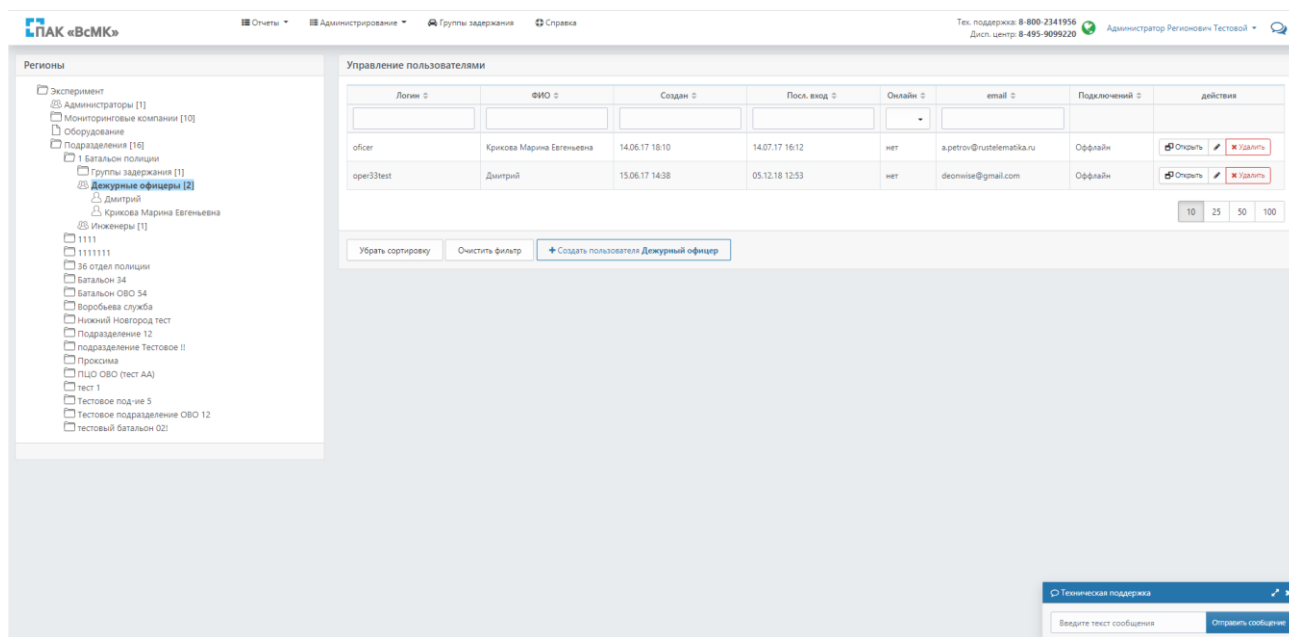 ПАК «ВсМК»
Отчеты Администрирование Группы задержания Справка
Тех. поддержка: 8-800-2341956
Дисп. центр: 8-495-9099220
Администратор Регионович Тестовой
Регионы
Эксперимент
Администраторы [1]
Мониторинговые компании [10]
Оборудование
Подразделения [16]
1 Батальон полиции
Группы задержания [1]
Дежурные офицеры [2]
Дмитрий
Крикова Марина Евгеньевна
Инженеры [1]
1111
1111111
36 отдел полиции
Батальон 34
Батальон ОВО 54
Воробьева служба
Нижний Новгород тест
Подразделение 12
подразделение Тестовое !!
Проксима
ПЦО ОВО (тест АА)
тест 1
Тестовое под-ие 5
Тестовое подразделение ОВО 12
тестовый батальон 02!
Управление пользователями
Логин ФИО Создан Посл. вход Онлайн email Подключений действия
oficer Крикова Марина Евгеньевна 14.06.17 18:10 14.07.17 16:12 нет a.petrov@rustelematika.ru Оффлайн Открыть Удалить
oper33test Дмитрий 15.06.17 14:38 05.12.18 12:53 нет deonwise@gmail.com Оффлайн Открыть Удалить
10 25 50 100
Убрать сортировку Очистить фильтр + Создать пользователя Дежурный офицер
Техническая поддержка
Введите текст сообщения Отправить сообщение